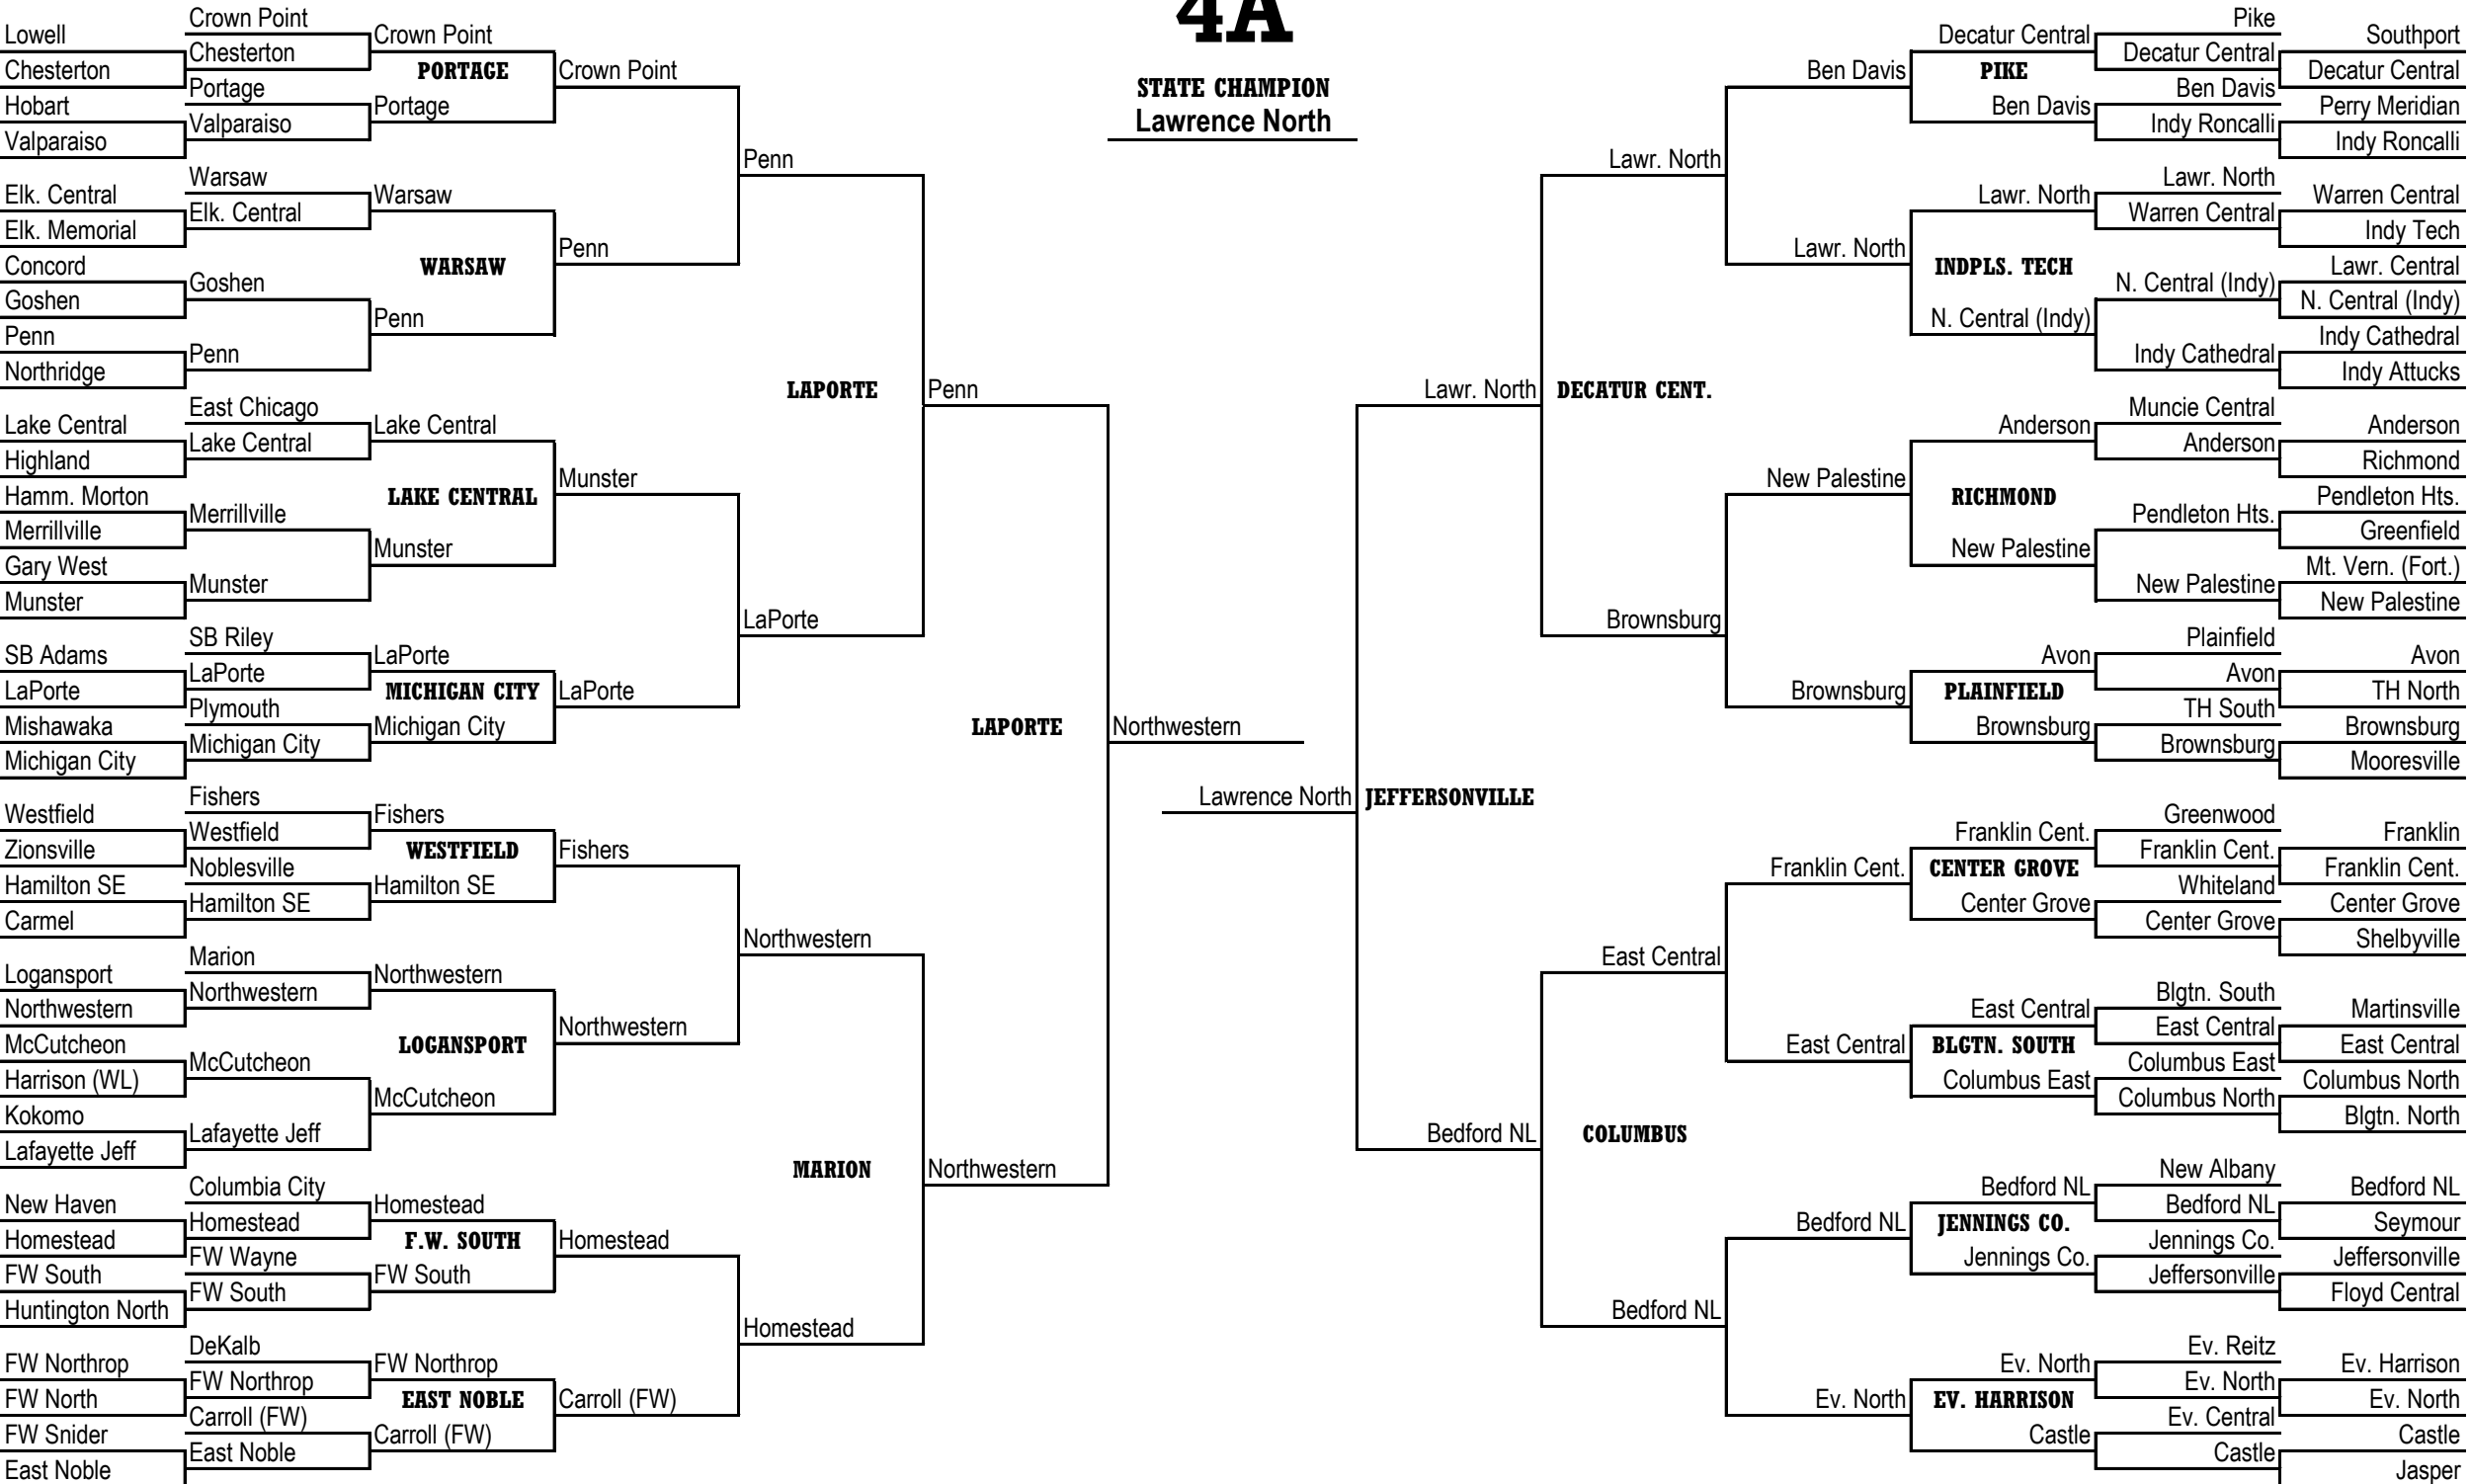 4A
STATE CHAMPION
Lawrence North
Lowell
Chesterton
Hobart
Valparaiso
Elk. Central
Elk. Memorial
Concord
Goshen
Penn
Northridge
Lake Central
Highland
Hamm. Morton
Merrillville
Gary West
Munster
SB Adams
LaPorte
Mishawaka
Michigan City
Westfield
Zionsville
Hamilton SE
Carmel
Logansport
Northwestern
McCutcheon
Harrison (WL)
Kokomo
Lafayette Jeff
New Haven
Homestead
FW South
Huntington North
FW Northrop
FW North
FW Snider
East Noble
Crown Point
Chesterton
Portage
Valparaiso
Warsaw
Elk. Central
Goshen
Penn
East Chicago
Lake Central
Merrillville
Munster
SB Riley
LaPorte
Plymouth
Michigan City
Fishers
Westfield
Noblesville
Hamilton SE
Marion
Northwestern
McCutcheon
Lafayette Jeff
Columbia City
Homestead
FW Wayne
FW South
DeKalb
FW Northrop
Carroll (FW)
East Noble
Crown Point
PORTAGE
Portage
Warsaw
WARSAW
Penn
Lake Central
LAKE CENTRAL
Munster
LaPorte
MICHIGAN CITY
Michigan City
Fishers
WESTFIELD
Hamilton SE
Northwestern
LOGANSPORT
McCutcheon
Homestead
F.W. SOUTH
FW South
FW Northrop
EAST NOBLE
Carroll (FW)
Crown Point
Penn
Munster
LaPorte
Fishers
Northwestern
Homestead
Carroll (FW)
Penn
LAPORTE
LaPorte
Northwestern
MARION
Homestead
Penn
LAPORTE
Northwestern
Northwestern
Lawrence North
JEFFERSONVILLE
Lawr. North
Bedford NL
Lawr. North
DECATUR CENT.
Brownsburg
East Central
COLUMBUS
Bedford NL
Ben Davis
Lawr. North
New Palestine
Brownsburg
Franklin Cent.
East Central
Bedford NL
Ev. North
Decatur Central
PIKE
Ben Davis
Lawr. North
INDPLS. TECH
N. Central (Indy)
Anderson
RICHMOND
New Palestine
Avon
PLAINFIELD
Brownsburg
Franklin Cent.
CENTER GROVE
Center Grove
East Central
BLGTN. SOUTH
Columbus East
Bedford NL
JENNINGS CO.
Jennings Co.
Ev. North
EV. HARRISON
Castle
Pike
Decatur Central
Ben Davis
Indy Roncalli
Lawr. North
Warren Central
N. Central (Indy)
Indy Cathedral
Muncie Central
Anderson
Pendleton Hts.
New Palestine
Plainfield
Avon
TH South
Brownsburg
Greenwood
Franklin Cent.
Whiteland
Center Grove
Blgtn. South
East Central
Columbus East
Columbus North
New Albany
Bedford NL
Jennings Co.
Jeffersonville
Ev. Reitz
Ev. North
Ev. Central
Castle
Southport
Decatur Central
Perry Meridian
Indy Roncalli
Warren Central
Indy Tech
Lawr. Central
N. Central (Indy)
Indy Cathedral
Indy Attucks
Anderson
Richmond
Pendleton Hts.
Greenfield
Mt. Vern. (Fort.)
New Palestine
Avon
TH North
Brownsburg
Mooresville
Franklin
Franklin Cent.
Center Grove
Shelbyville
Martinsville
East Central
Columbus North
Blgtn. North
Bedford NL
Seymour
Jeffersonville
Floyd Central
Ev. Harrison
Ev. North
Castle
Jasper